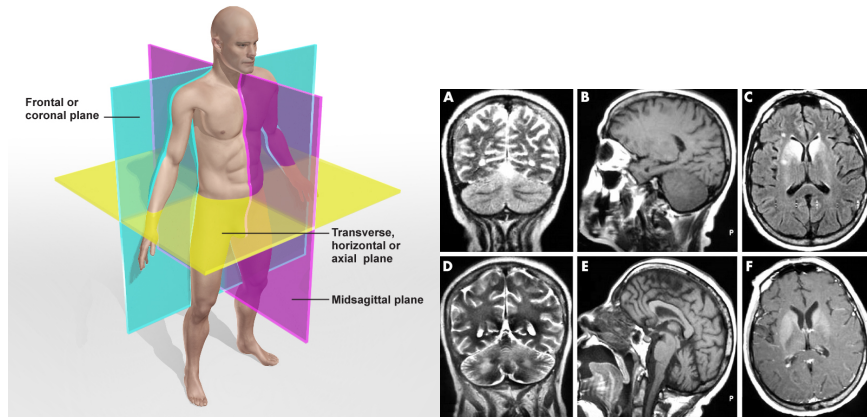 Frontal or
coronal plane
Transverse,
horizontal or
axial plane
Midsagittal plane
A
B
P
C
D
E
P
F